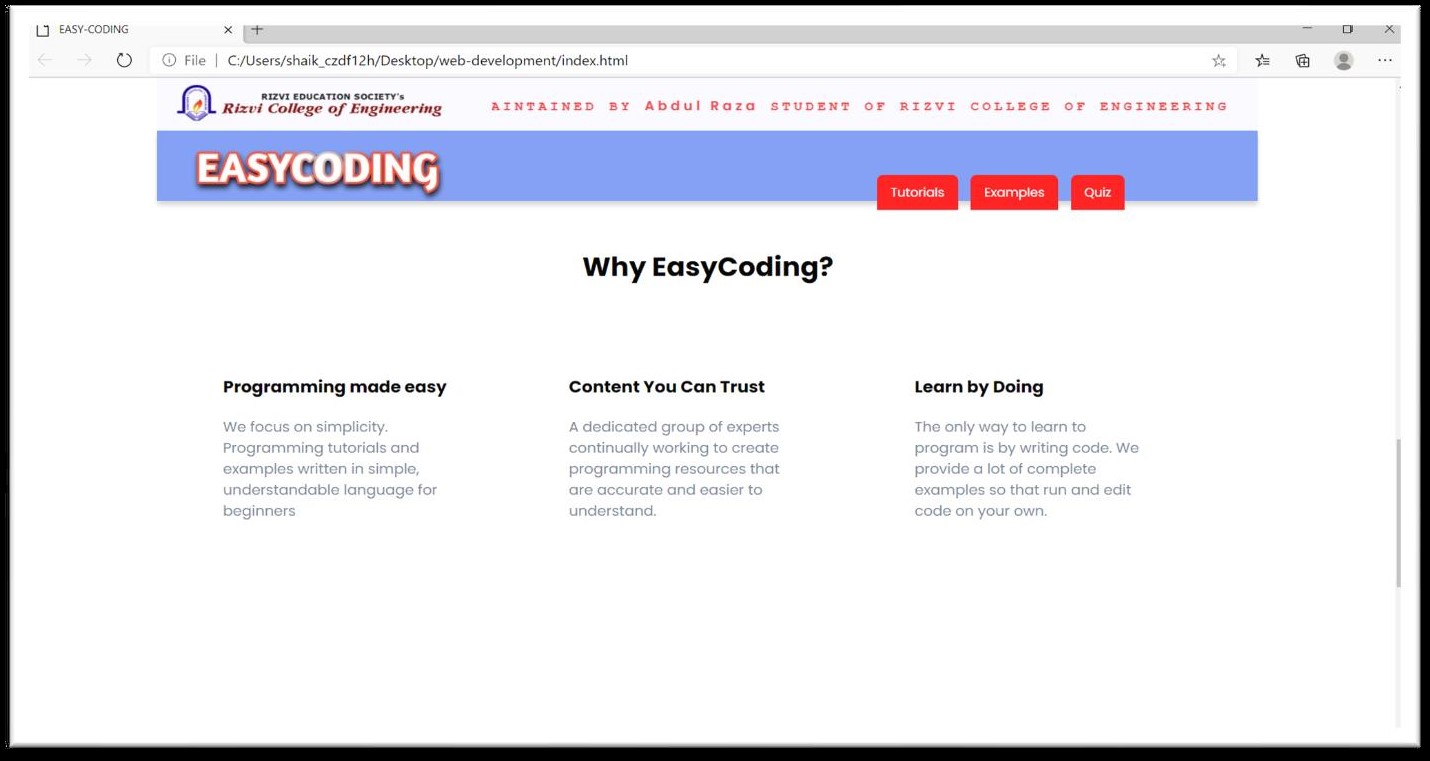 EASY-CODING
File | C:/Users/shaik_czdf12h/Desktop/web-development/index.html
RIZVI EDUCATION SOCIETY's
Rizvi College of Engineering
AINTAINED BY Abdul Raza STUDENT OF RIZVI COLLEGE OF ENGINEERING
EASYCODING
Tutorials Examples Quiz
Why EasyCoding?
Programming made easy
We focus on simplicity.
Programming tutorials and
examples written in simple,
understandable language for
beginners
Content You Can Trust
A dedicated group of experts
continually working to create
programming resources that
are accurate and easier to
understand.
Learn by Doing
The only way to learn to
program is by writing code. We
provide a lot of complete
examples so that run and edit
code on your own.